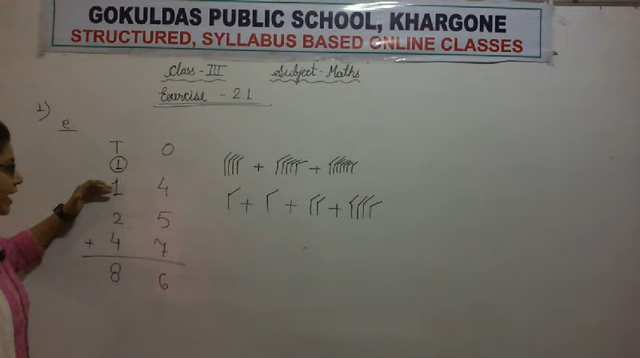 GOKULDAS PUBLIC SCHOOL, KHARGONE
STRUCTURED, SYLLABUS BASED ONLINE CLASSES
Class - III Subject - Maths
Exercise - 2.1
1)
e
T O
1
1 4
2 5
+ 4 7
8 6
+ +
+ + +